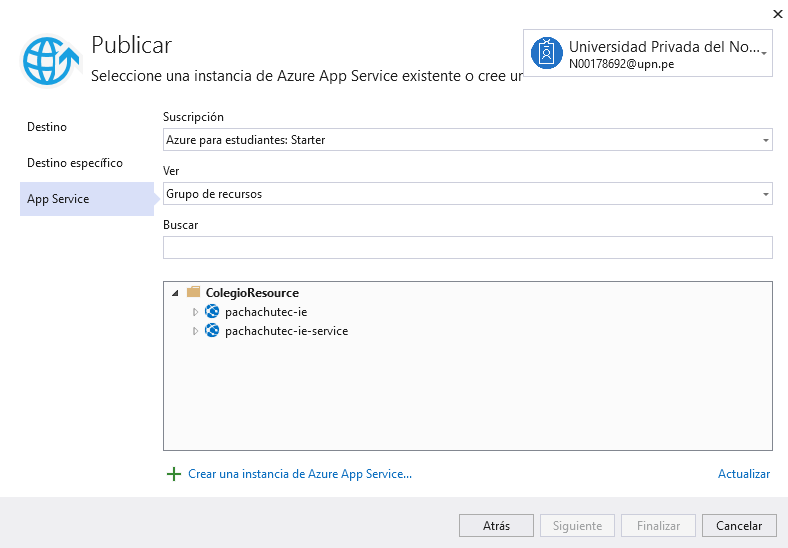 Publicar
Seleccione una instancia de Azure App Service existente o cree un
Universidad Privada del No...
N00178692@upn.pe
Destino
Destino específico
App Service
Suscripción
Azure para estudiantes: Starter
Ver
Grupo de recursos
Buscar
ColegioResource
pachachutec-ie
pachachutec-ie-service
Crear una instancia de Azure App Service...
Actualizar
Atrás
Siguiente
Finalizar
Cancelar